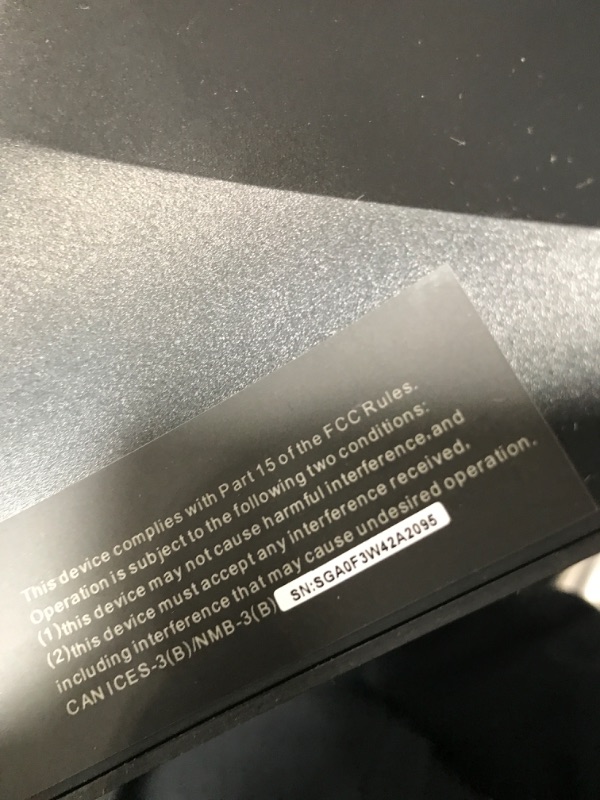 This device complies with Part 15 of the FCC Rules.
Operation is subject to the following two conditions:
(1)this device may not cause harmful interference,and
(2)this device must accept any interference received,
including interference that may cause undesired operation.
CAN ICES-3(B)/NMB-3(B)
SN:SGA0F3W42A2095